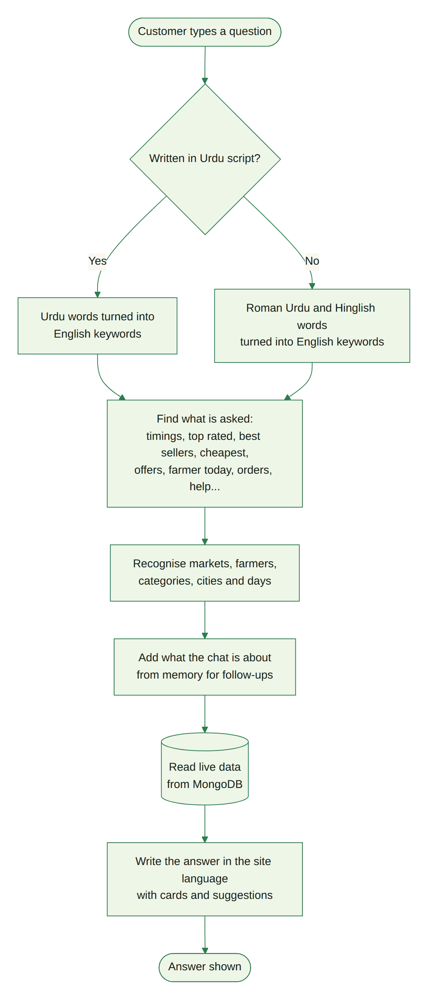 Customer types a question
Written in Urdu script?
Yes
No
Urdu words turned into
English keywords
Roman Urdu and Hinglish
words
turned into English keywords
Find what is asked:
timings, top rated, best
sellers, cheapest,
offers, farmer today, orders,
help...
Recognise markets, farmers,
categories, cities and days
Add what the chat is about
from memory for follow-ups
Read live data
from MongoDB
Write the answer in the site
language
with cards and suggestions
Answer shown